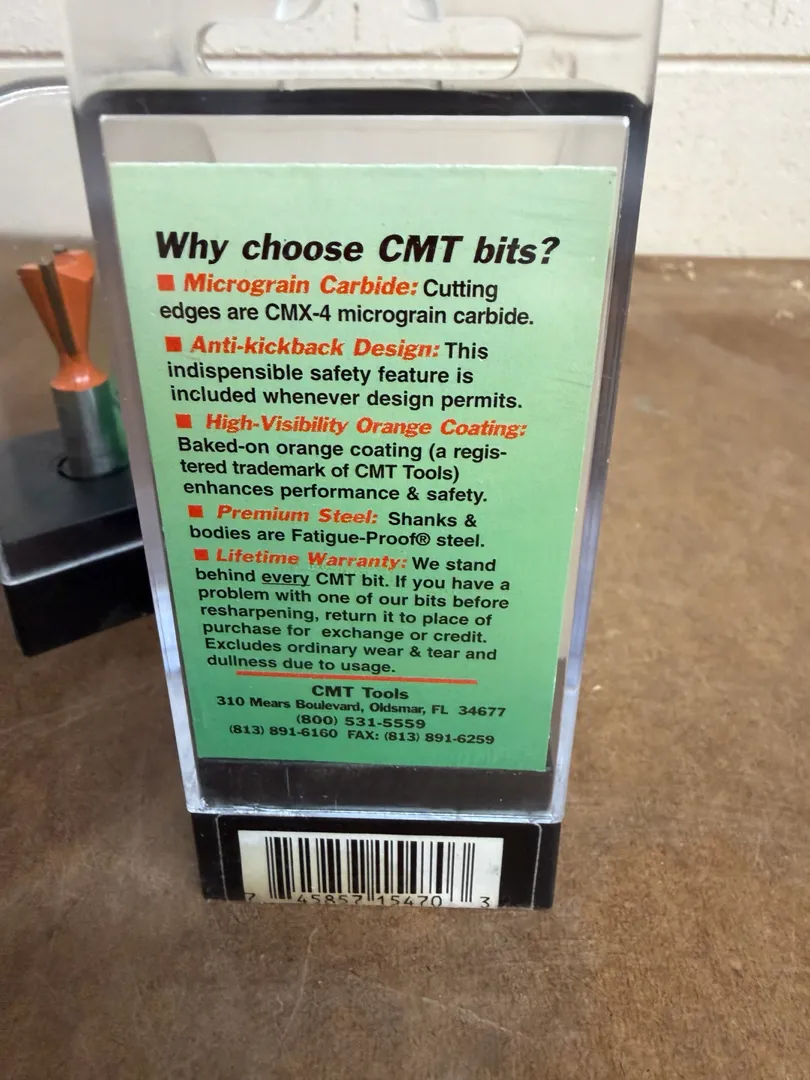 Why choose CMT bits?
■ Micrograin Carbide: Cutting
edges are CMX-4 micrograin carbide.
■ Anti-kickback Design: This
indispensible safety feature is
included whenever design permits.
■ High-Visibility Orange Coating:
Baked-on orange coating (a regis-
tered trademark of CMT Tools)
enhances performance & safety.
■ Premium Steel: Shanks &
bodies are Fatigue-Proof® steel.
■ Lifetime Warranty: We stand
behind every CMT bit. If you have a
problem with one of our bits before
resharpening, return it to place of
purchase for exchange or credit.
Excludes ordinary wear & tear and
dullness due to usage.
CMT Tools
310 Mears Boulevard, Oldsmar, FL 34677
(800) 531-5559
(813) 891-6160 FAX: (813) 891-6259
7 45857 15470 3